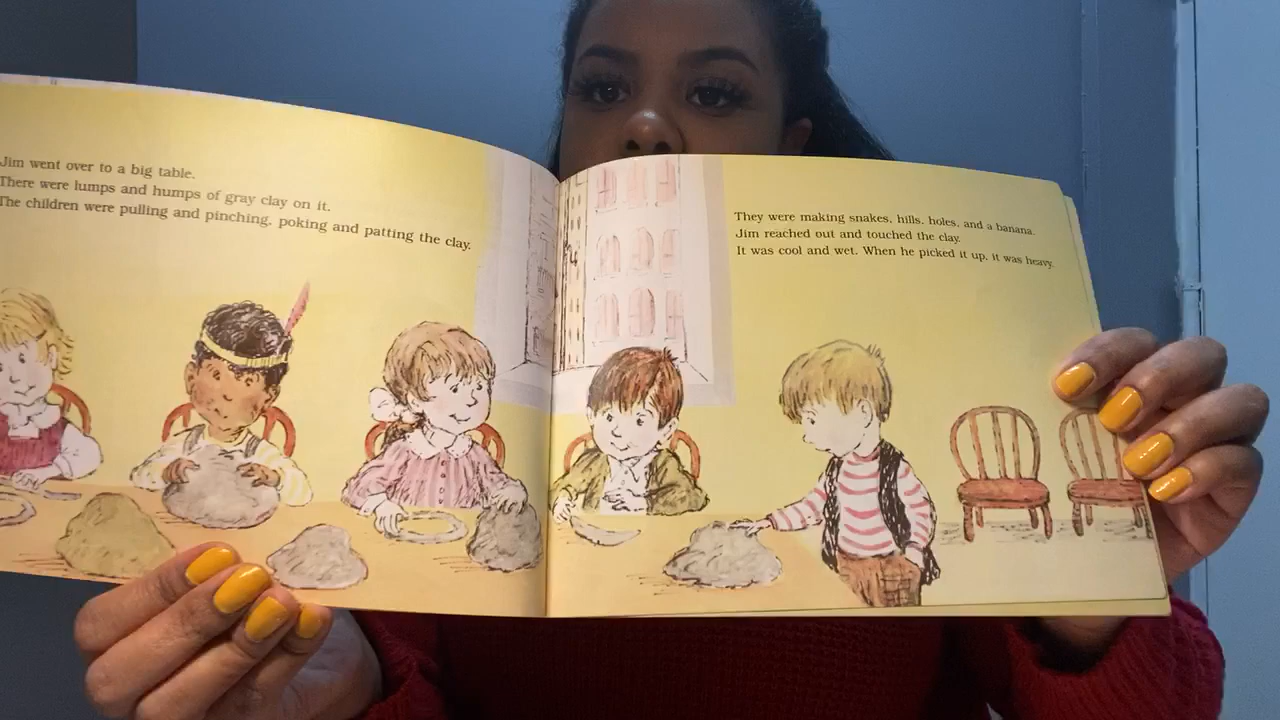 Jim went over to a big table.
There were lumps and humps of gray clay on it.
The children were pulling and pinching, poking and patting the clay.
They were making snakes, hills, holes, and a banana.
Jim reached out and touched the clay.
It was cool and wet. When he picked it up, it was heavy.